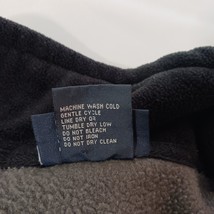 MACHINE WASH COLD
GENTLE CYCLE
LINE DRY OR
TUMBLE DRY LOW
DO NOT BLEACH
DO NOT IRON
DO NOT DRY CLEAN